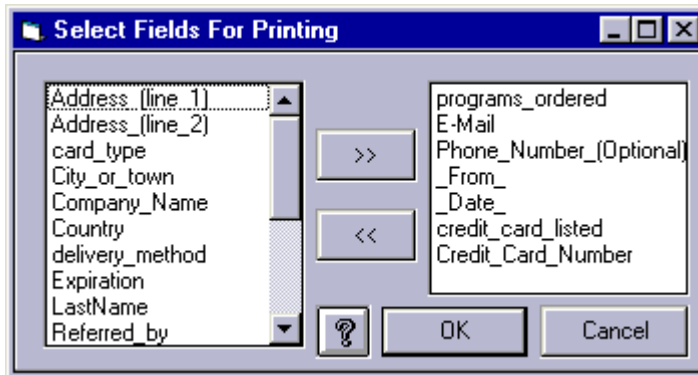 Select Fields For Printing
Address_(line_1)
Address_(line_2)
card_type
City_or_town
Company_Name
Country
delivery_method
Expiration
LastName
Referred_by
>>
<<
programs_ordered
E-Mail
Phone_Number_(Optional)
_From_
_Date_
credit_card_listed
Credit_Card_Number
?
OK
Cancel